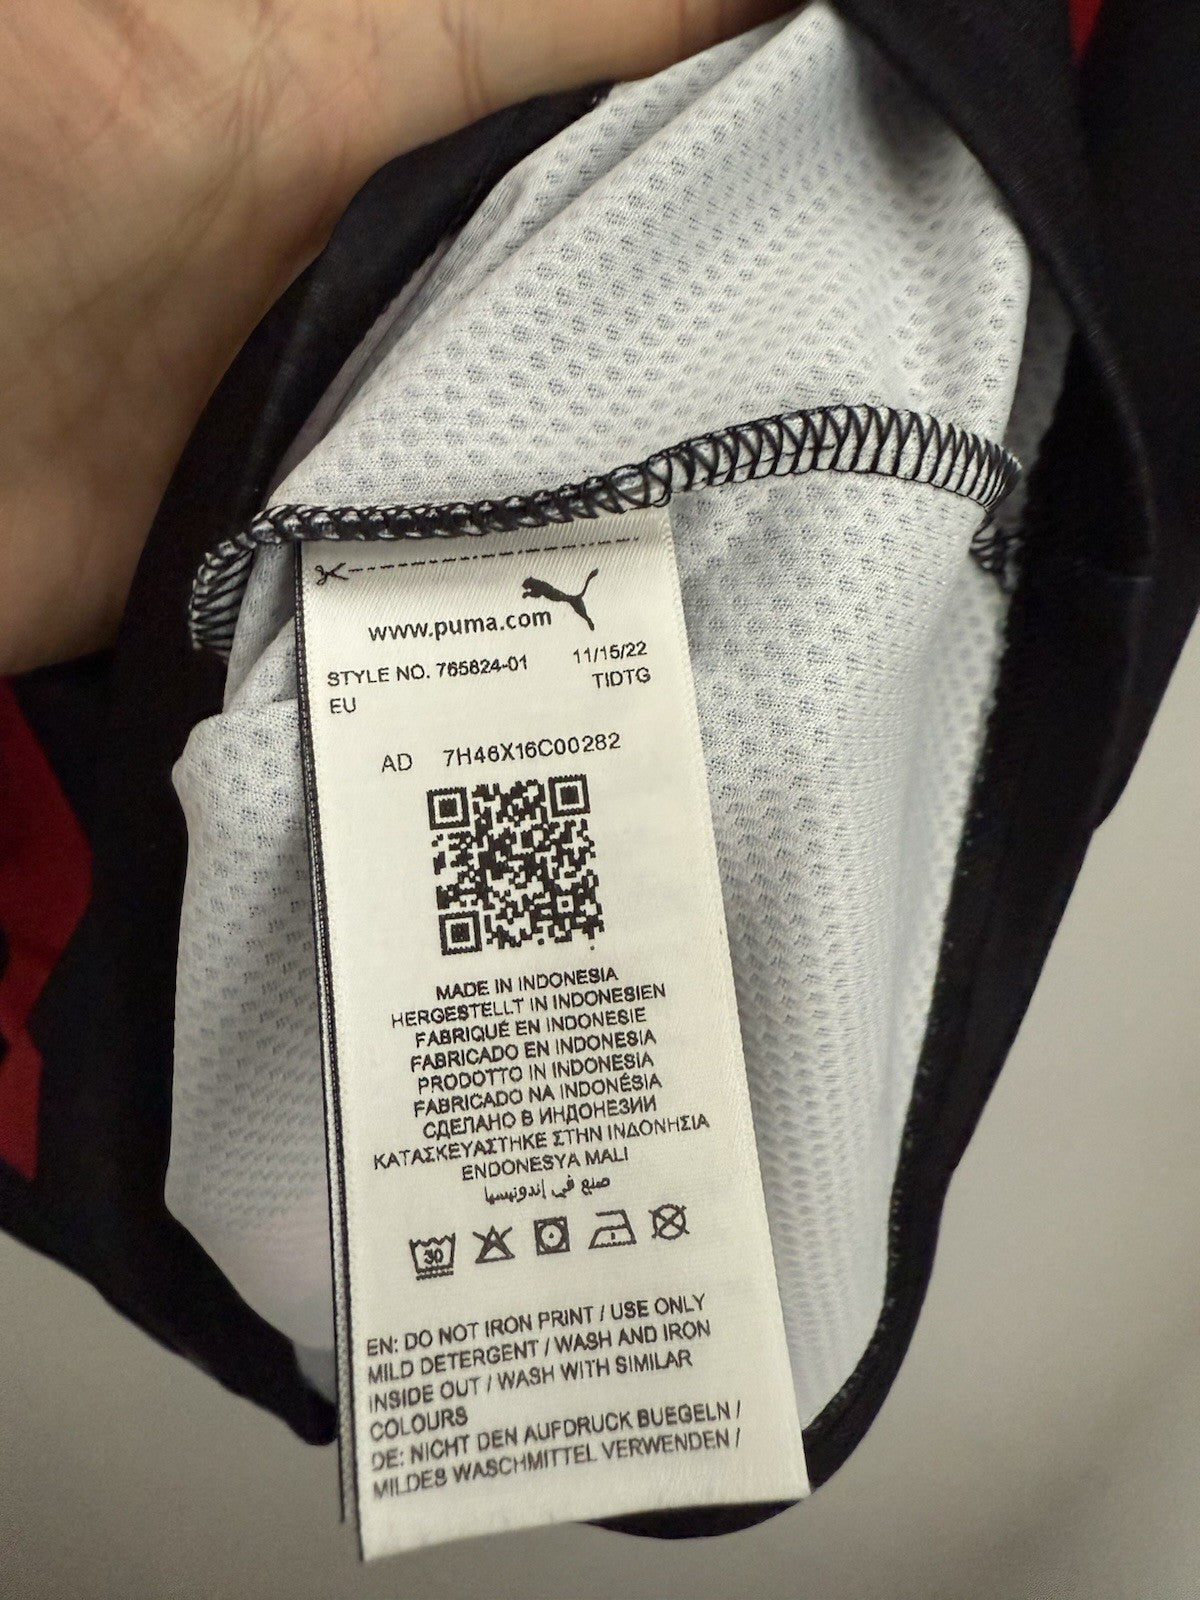 www.puma.com
STYLE NO. 765824-01 11/15/22
EU TIDTG
AD 7H46X16C00282
MADE IN INDONESIA
HERGESTELLT IN INDONESIEN
FABRIQUÉ EN INDONESIE
FABRICADO EN INDONESIA
PRODOTTO IN INDONESIA
FABRICADO NA INDONÉSIA
СДЕЛАНО В ИНДОНЕЗИИ
ΚΑΤΑΣΚΕΥΑΣΤΗΚΕ ΣΤΗΝ ΙΝΔΟΝΗΣΙΑ
ENDONESYA MALI
صنع في إندونيسيا
30
EN: DO NOT IRON PRINT / USE ONLY
MILD DETERGENT / WASH AND IRON
INSIDE OUT / WASH WITH SIMILAR
COLOURS
DE: NICHT DEN AUFDRUCK BUEGELN /
MILDES WASCHMITTEL VERWENDEN /